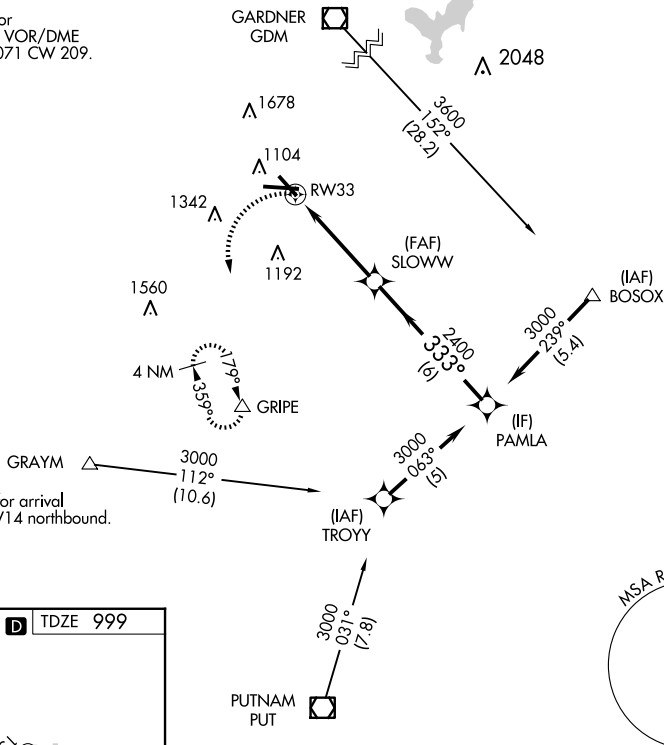 or
VOR/DME
071 CW 209.
GARDNER
GDM
2048
3600
152°
(28.2)
1678
1104
RW33
1342
1192
(FAF)
SLOWW
(IAF)
BOSOX
1560
3000
239°
(5.4)
2400
333°
(6)
4 NM
179°
359°
GRIPE
(IF)
PAMLA
GRAYM
3000
112°
(10.6)
3000
063°
(5)
or arrival
14 northbound.
(IAF)
TROYY
D TDZE 999
3000
031°
(7.8)
MSA R
PUTNAM
PUT